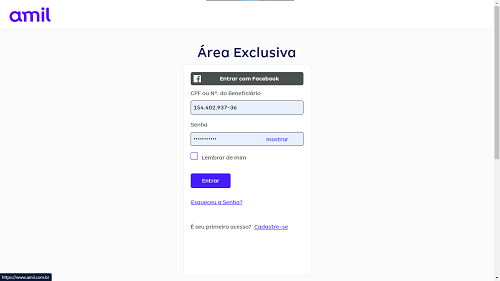 amil
Área Exclusiva
Entrar com Facebook
CPF ou Nº. do Beneficiário
154.402.937-36
Senha
•••••••••••
mostrar
Lembrar de mim
Entrar
Esqueceu a Senha?
É seu primeiro acesso? Cadastre-se
https://www.amil.com.br